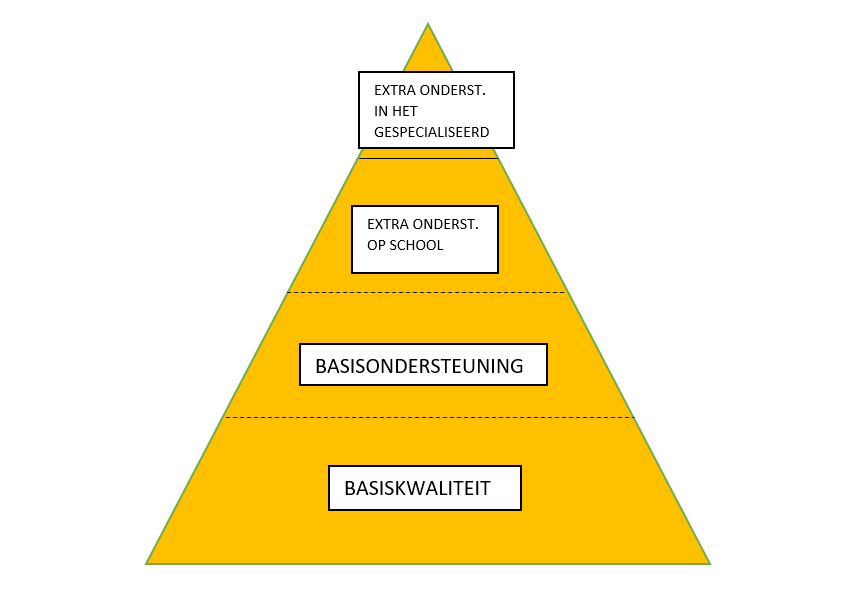 EXTRA ONDERST.
IN HET
GESPECIALISEERD
EXTRA ONDERST.
OP SCHOOL
BASISONDERSTEUNING
BASISKWALITEIT